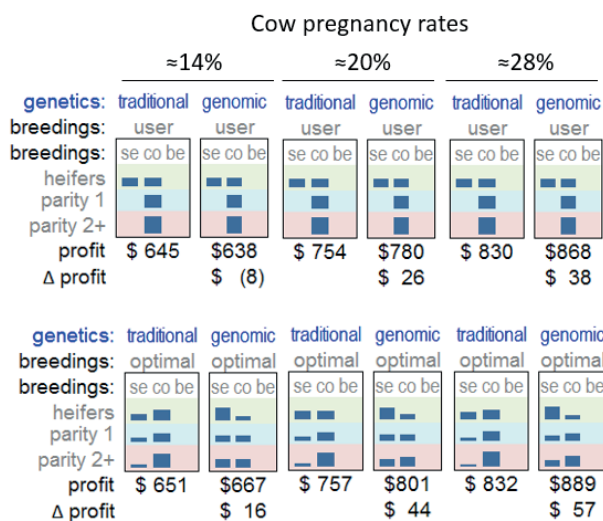 Cow pregnancy rates
≈14% ≈20% ≈28%
genetics: traditional genomic traditional genomic traditional genomic
breedings: user user user user user user
breedings: se co be se co be se co be se co be se co be se co be
heifers
parity 1
parity 2+
profit $ 645 $638 $ 754 $780 $ 830 $868
Δ profit $ (8) $ 26 $ 38
genetics: traditional genomic traditional genomic traditional genomic
breedings: optimal optimal optimal optimal optimal optimal
breedings: se co be se co be se co be se co be se co be se co be
heifers
parity 1
parity 2+
profit $ 651 $667 $ 757 $801 $ 832 $889
Δ profit $ 16 $ 44 $ 57